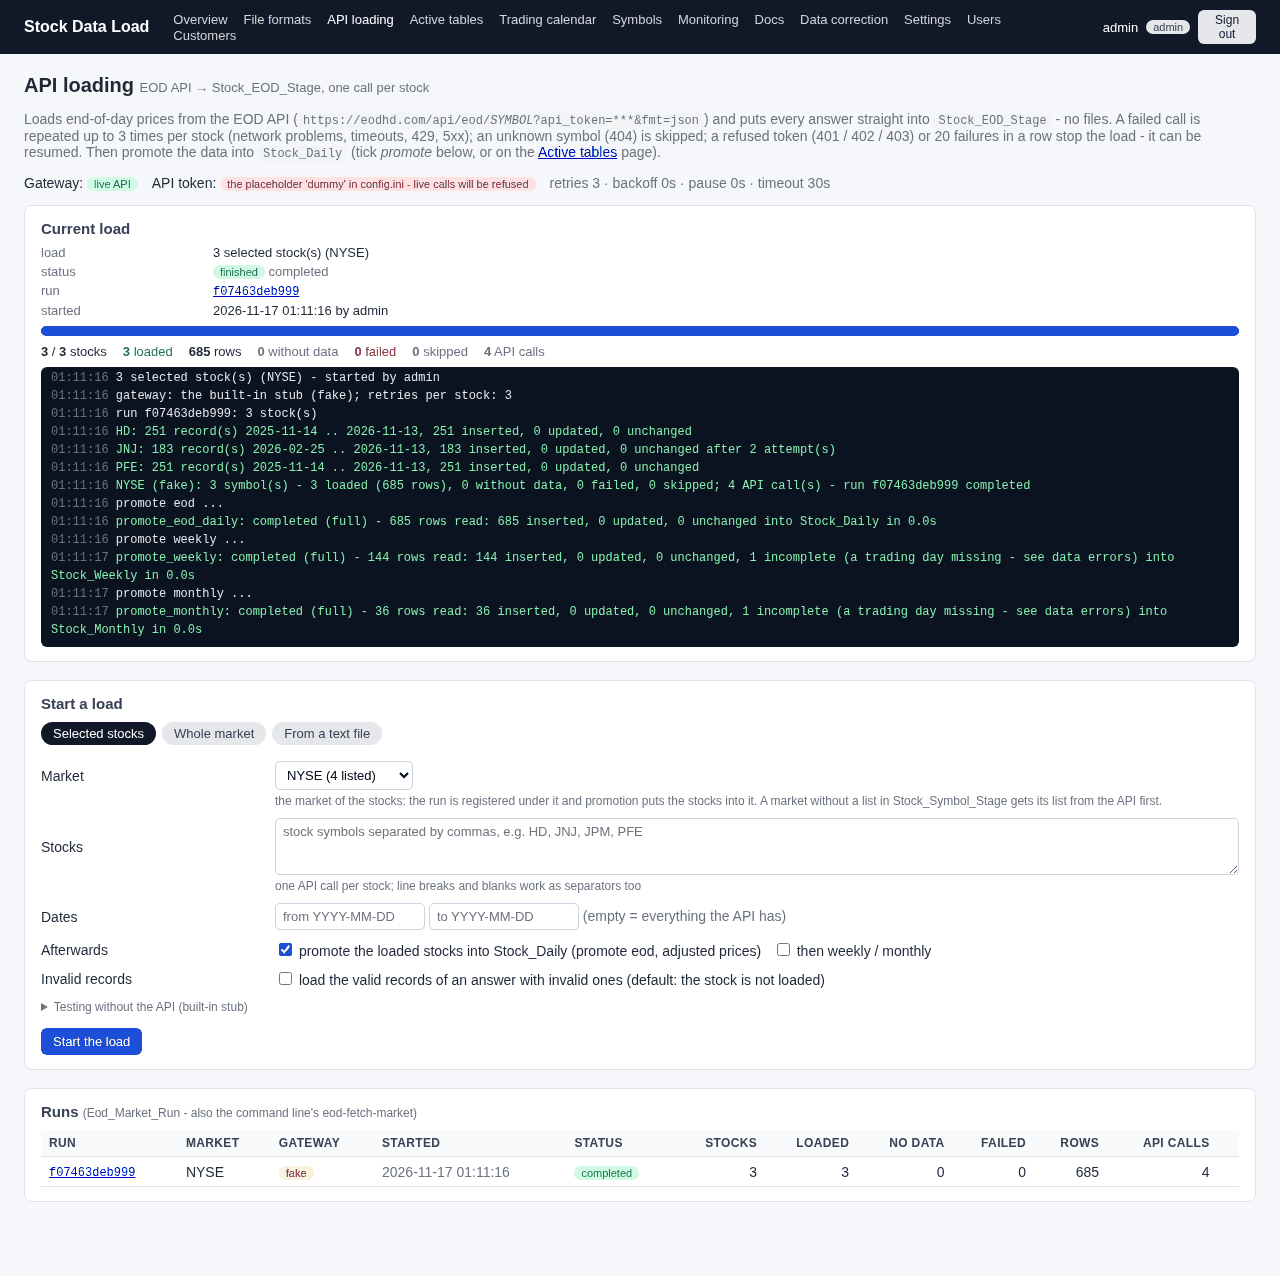 Stock Data Load
Overview File formats API loading Active tables Trading calendar Symbols Monitoring Docs Data correction Settings Users
Customers
admin admin Sign out
API loading EOD API → Stock_EOD_Stage, one call per stock
Loads end-of-day prices from the EOD API ( https://eodhd.com/api/eod/SYMBOL?api_token=***&fmt=json ) and puts every answer straight into Stock_EOD_Stage - no files. A failed call is
repeated up to 3 times per stock (network problems, timeouts, 429, 5xx); an unknown symbol (404) is skipped; a refused token (401 / 402 / 403) or 20 failures in a row stop the load - it can be
resumed. Then promote the data into Stock_Daily (tick promote below, or on the Active tables page).
Gateway: live API API token: the placeholder 'dummy' in config.ini - live calls will be refused retries 3 · backoff 0s · pause 0s · timeout 30s
Current load
load 3 selected stock(s) (NYSE)
status finished completed
run f07463deb999
started 2026-11-17 01:11:16 by admin
3 / 3 stocks 3 loaded 685 rows 0 without data 0 failed 0 skipped 4 API calls
01:11:16 3 selected stock(s) (NYSE) - started by admin
01:11:16 gateway: the built-in stub (fake); retries per stock: 3
01:11:16 run f07463deb999: 3 stock(s)
01:11:16 HD: 251 record(s) 2025-11-14 .. 2026-11-13, 251 inserted, 0 updated, 0 unchanged
01:11:16 JNJ: 183 record(s) 2026-02-25 .. 2026-11-13, 183 inserted, 0 updated, 0 unchanged after 2 attempt(s)
01:11:16 PFE: 251 record(s) 2025-11-14 .. 2026-11-13, 251 inserted, 0 updated, 0 unchanged
01:11:16 NYSE (fake): 3 symbol(s) - 3 loaded (685 rows), 0 without data, 0 failed, 0 skipped; 4 API call(s) - run f07463deb999 completed
01:11:16 promote eod ...
01:11:16 promote_eod_daily: completed (full) - 685 rows read: 685 inserted, 0 updated, 0 unchanged into Stock_Daily in 0.0s
01:11:16 promote weekly ...
01:11:17 promote_weekly: completed (full) - 144 rows read: 144 inserted, 0 updated, 0 unchanged, 1 incomplete (a trading day missing - see data errors) into
Stock_Weekly in 0.0s
01:11:17 promote monthly ...
01:11:17 promote_monthly: completed (full) - 36 rows read: 36 inserted, 0 updated, 0 unchanged, 1 incomplete (a trading day missing - see data errors) into
Stock_Monthly in 0.0s
Start a load
Selected stocks Whole market From a text file
Market NYSE (4 listed)
the market of the stocks: the run is registered under it and promotion puts the stocks into it. A market without a list in Stock_Symbol_Stage gets its list from the API first.
Stocks stock symbols separated by commas, e.g. HD, JNJ, JPM, PFE
one API call per stock; line breaks and blanks work as separators too
Dates from YYYY-MM-DD to YYYY-MM-DD (empty = everything the API has)
Afterwards promote the loaded stocks into Stock_Daily (promote eod, adjusted prices) then weekly / monthly
Invalid records load the valid records of an answer with invalid ones (default: the stock is not loaded)
Testing without the API (built-in stub)
Start the load
Runs (Eod_Market_Run - also the command line's eod-fetch-market)
RUN MARKET GATEWAY STARTED STATUS STOCKS LOADED NO DATA FAILED ROWS API CALLS
f07463deb999 NYSE fake 2026-11-17 01:11:16 completed 3 3 0 0 685 4